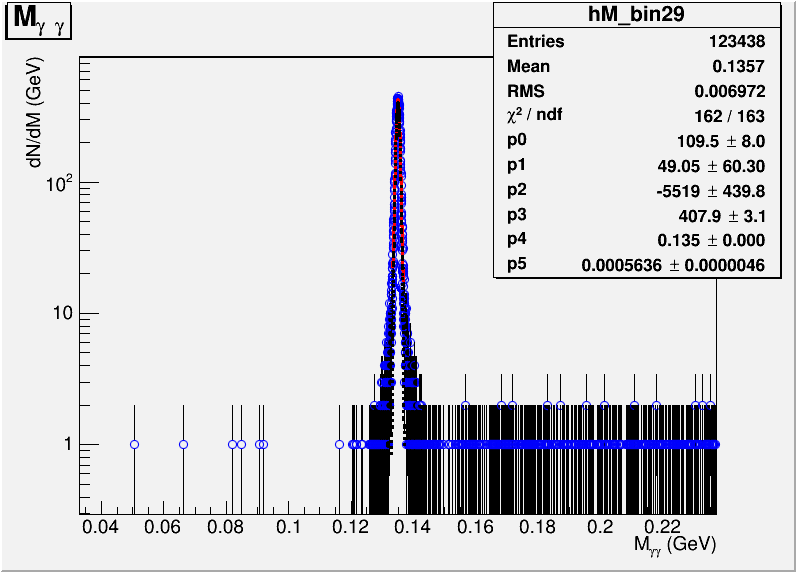 Mγ γ
hM_bin29
Entries 123438
Mean 0.1357
RMS 0.006972
χ² / ndf 162 / 163
p0 109.5 ± 8.0
p1 49.05 ± 60.30
p2 -5519 ± 439.8
p3 407.9 ± 3.1
p4 0.135 ± 0.000
p5 0.0005636 ± 0.0000046
dN/dM (GeV)
10²
10
1
0.04 0.06 0.08 0.1 0.12 0.14 0.16 0.18 0.2 0.22
Mγγ (GeV)